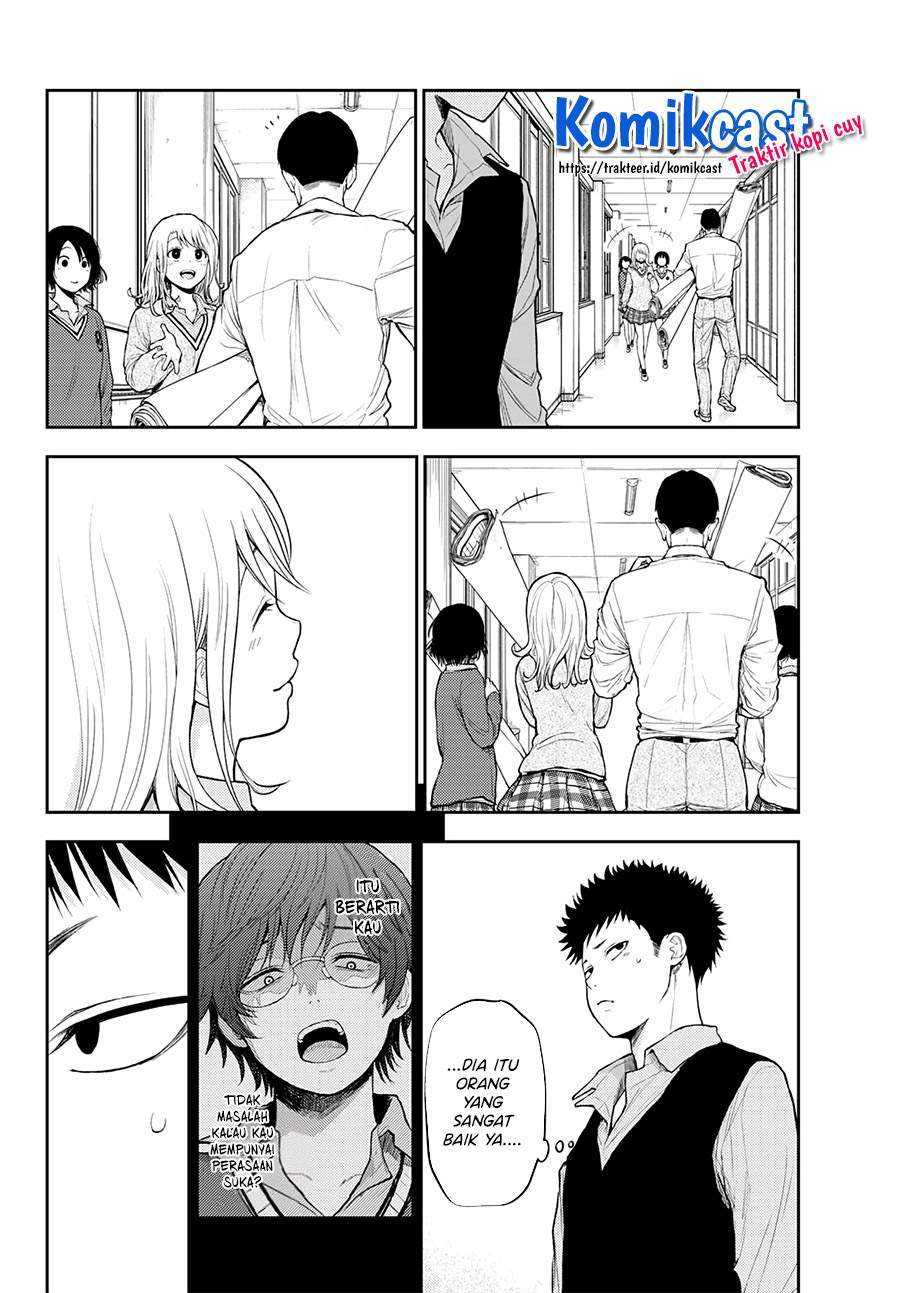 Komikcast
Traktir kopi cuy
https://trakteer.id/komikcast
...DIA ITU
ORANG
YANG
SANGAT
BAIK YA....
ITU
BERARTI
KAU
TIDAK
MASALAH
KALAU KAU
MEMPUNYAI
PERASAAN
SUKA?